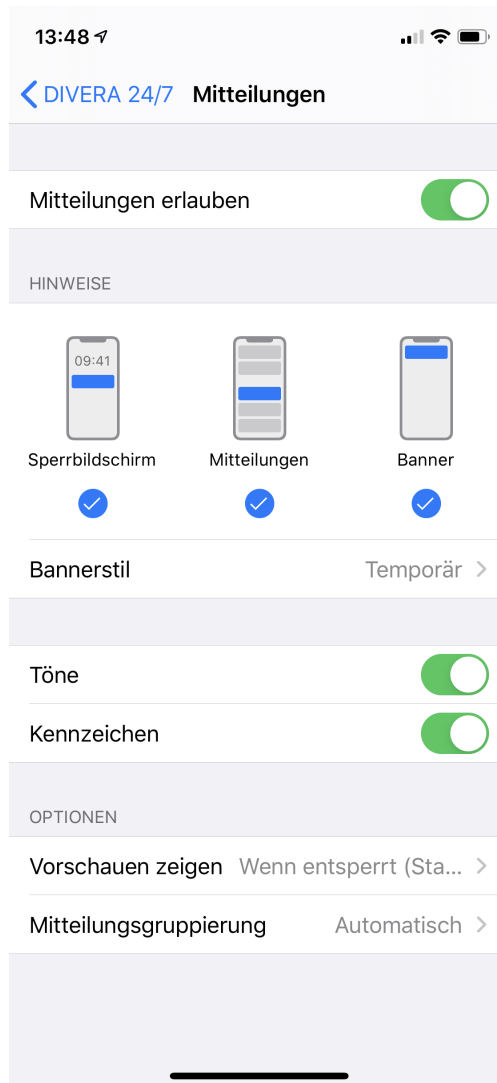 13:48
DIVERA 24/7 Mitteilungen
Mitteilungen erlauben
HINWEISE
09:41
Sperrbildschirm Mitteilungen Banner
Bannerstil Temporär
Töne
Kennzeichen
OPTIONEN
Vorschauen zeigen Wenn entsperrt (Sta...
Mitteilungsgruppierung Automatisch